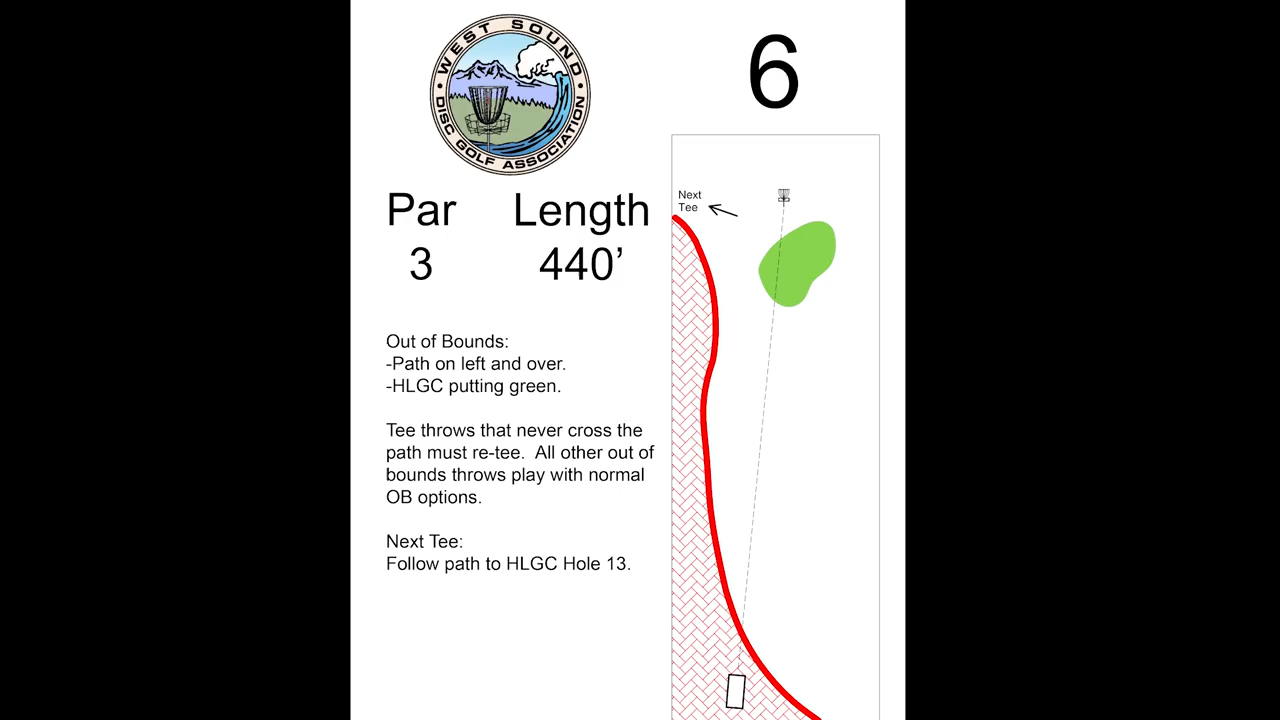 WEST SOUND
DISC GOLF ASSOCIATION
6
Par Length
3 440’
Next
Tee
Out of Bounds:
-Path on left and over.
-HLGC putting green.
Tee throws that never cross the
path must re-tee.  All other out of
bounds throws play with normal
OB options.
Next Tee:
Follow path to HLGC Hole 13.